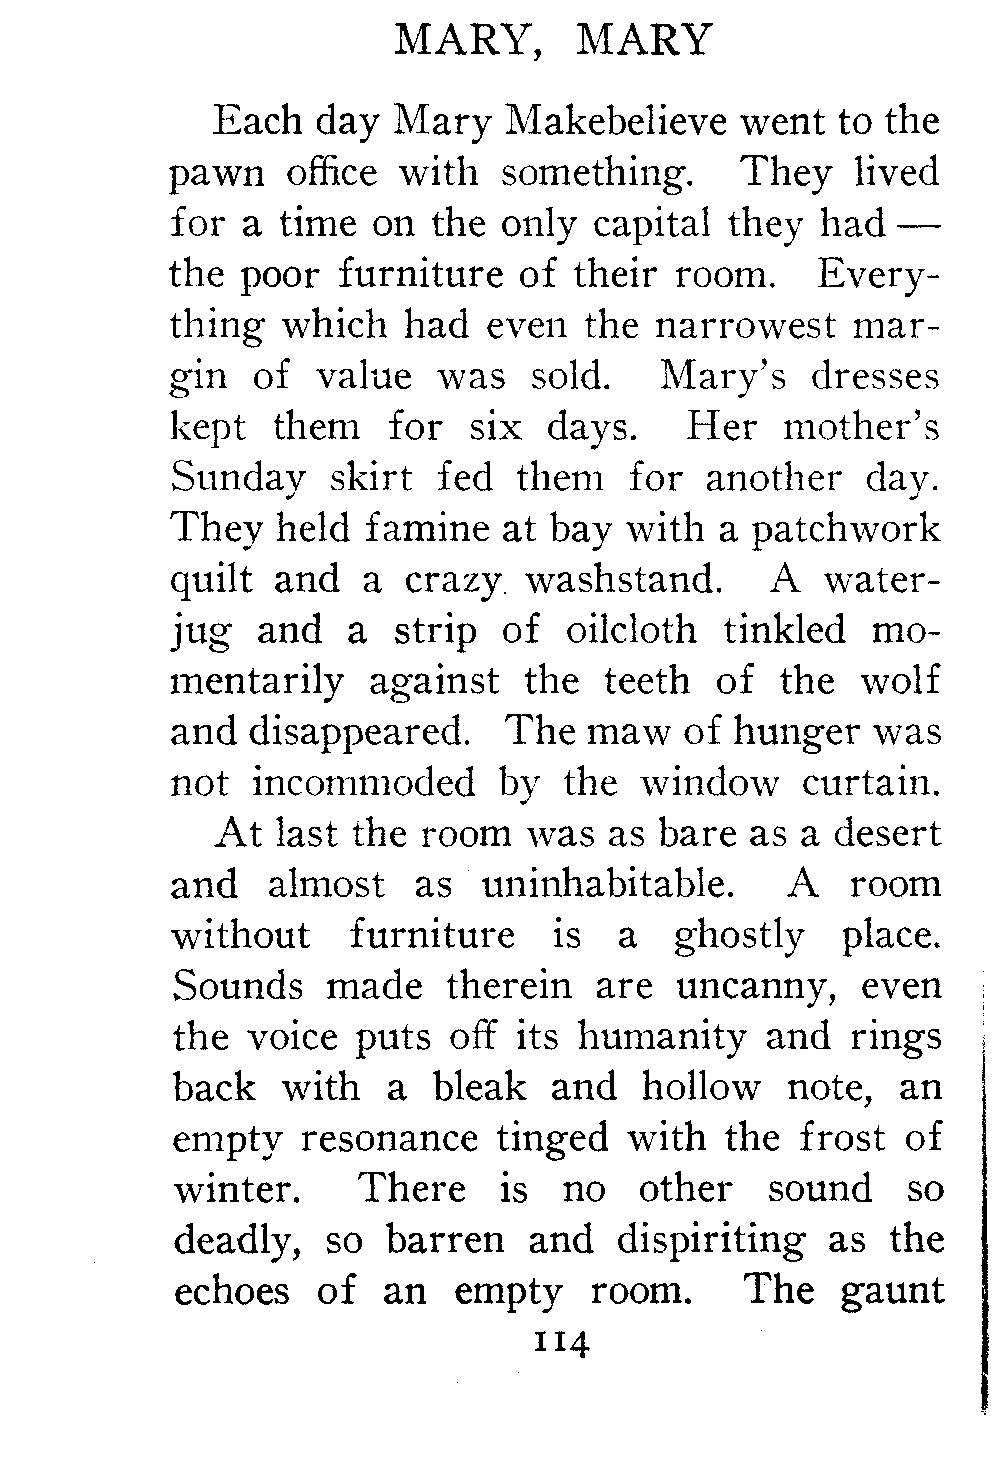 MARY, MARY
Each day Mary Makebelieve went to the
pawn office with something. They lived
for a time on the only capital they had —
the poor furniture of their room. Every-
thing which had even the narrowest mar-
gin of value was sold. Mary's dresses
kept them for six days. Her mother's
Sunday skirt fed them for another day.
They held famine at bay with a patchwork
quilt and a crazy washstand. A water-
jug and a strip of oilcloth tinkled mo-
mentarily against the teeth of the wolf
and disappeared. The maw of hunger was
not incommoded by the window curtain.
At last the room was as bare as a desert
and almost as uninhabitable. A room
without furniture is a ghostly place.
Sounds made therein are uncanny, even
the voice puts off its humanity and rings
back with a bleak and hollow note, an
empty resonance tinged with the frost of
winter. There is no other sound so
deadly, so barren and dispiriting as the
echoes of an empty room. The gaunt
114